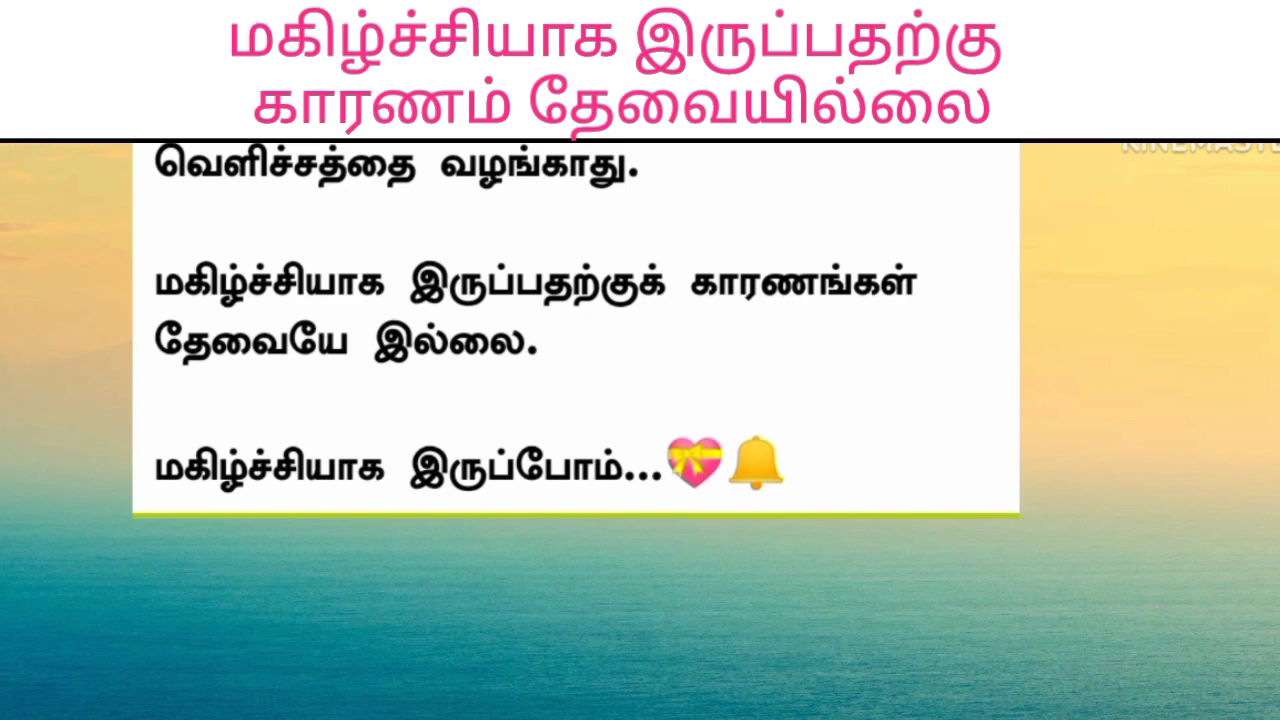 மகிழ்ச்சியாக இருப்பதற்கு
காரணம் தேவையில்லை
வெளிச்சத்தை வழங்காது.
மகிழ்ச்சியாக இருப்பதற்குக் காரணங்கள்
தேவையே இல்லை.
மகிழ்ச்சியாக இருப்போம்...💝🔔